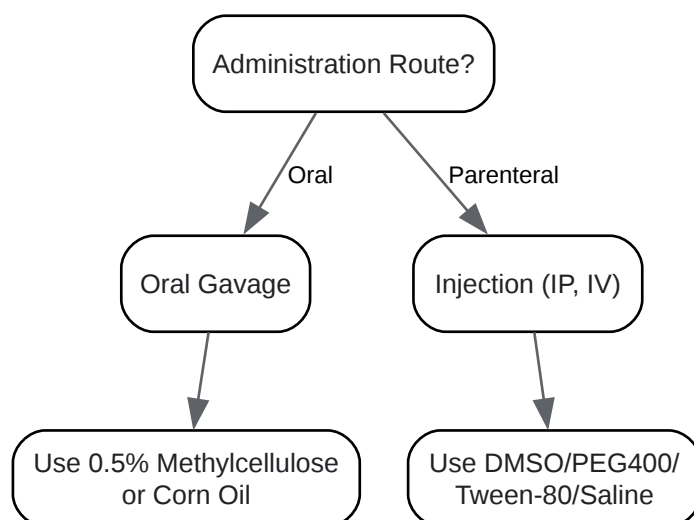 Administration Route?
Oral
Parenteral
Oral Gavage
Injection (IP, IV)
Use 0.5% Methylcellulose
or Corn Oil
Use DMSO/PEG400/
Tween-80/Saline